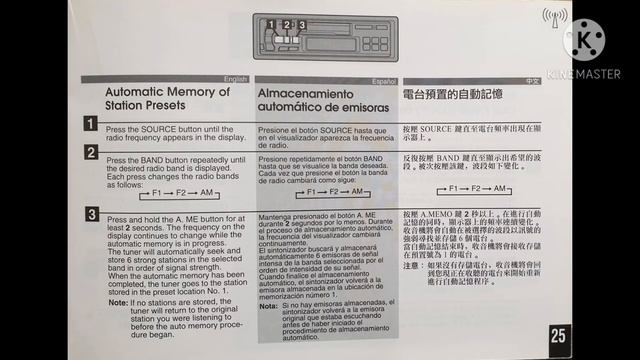 1 2 3
KINEMASTER
English
Automatic Memory of
Station Presets
1
Press the SOURCE button until the
radio frequency appears in the display.
2
Press the BAND button repeatedly until
the desired radio band is displayed.
Each press changes the radio bands
as follows:
F1 → F2 → AM
3
Press and hold the A. ME button for at
least 2 seconds. The frequency on the
display continues to change while the
automatic memory is in progress.
The tuner will automatically seek and
store 6 strong stations in the selected
band in order of signal strength.
When the automatic memory has been
completed, the tuner goes to the station
stored in the preset location No. 1.
Note: If no stations are stored, the
tuner will return to the original
station you were listening to
before the auto memory proce-
dure began.
Español
Almacenamiento
automático de emisoras
Presione el botón SOURCE hasta que
en el visualizador aparezca la frecuencia
de radio.
Presione repetidamente el botón BAND
hasta que se visualice la banda deseada.
Cada vez que presione el botón la banda
de radio cambiará como sigue:
F1 → F2 → AM
Mantenga presionado el botón A. ME
durante 2 segundos por lo menos. Durante
el proceso de almacenamiento automático,
la frecuencia del visualizador cambiará
continuamente.
El sintonizador buscará y almacenará
automáticamente 6 emisoras de señal
intensa de la banda seleccionada por el
orden de intensidad de su señal.
Cuando finalice el almacenamiento
automático, el sintonizador volverá a la
emisora almacenada en la ubicación de
memorización número 1.
Nota: Si no hay emisoras almacenadas, el
sintonizador volverá a la emisora
original que estaba escuchando
antes de haber iniciado el
procedimiento de almacenamiento
automático.
中文
電台預置的自動記憶
按壓 SOURCE 鍵直至電台頻率出現在顯
示器上。
反復按壓 BAND 鍵直至顯示出希望的波
段。每次按壓該鍵，波段如下變化。
F1 → F2 → AM
按壓 A.MEMO 鍵 2 秒以上。在進行自動
記憶的同時，顯示器上的頻率連續變化。
收音機將會自動在被選擇的波段以訊號的
強弱尋找並存儲 6 個電台。
當自動記憶結束時，收音機將會接收存儲
在預置號為 1 的電台。
注意：如果沒有存儲電台，收音機將會回
到您現正在收聽的電台來開始重新
進行自動記憶程序。
25